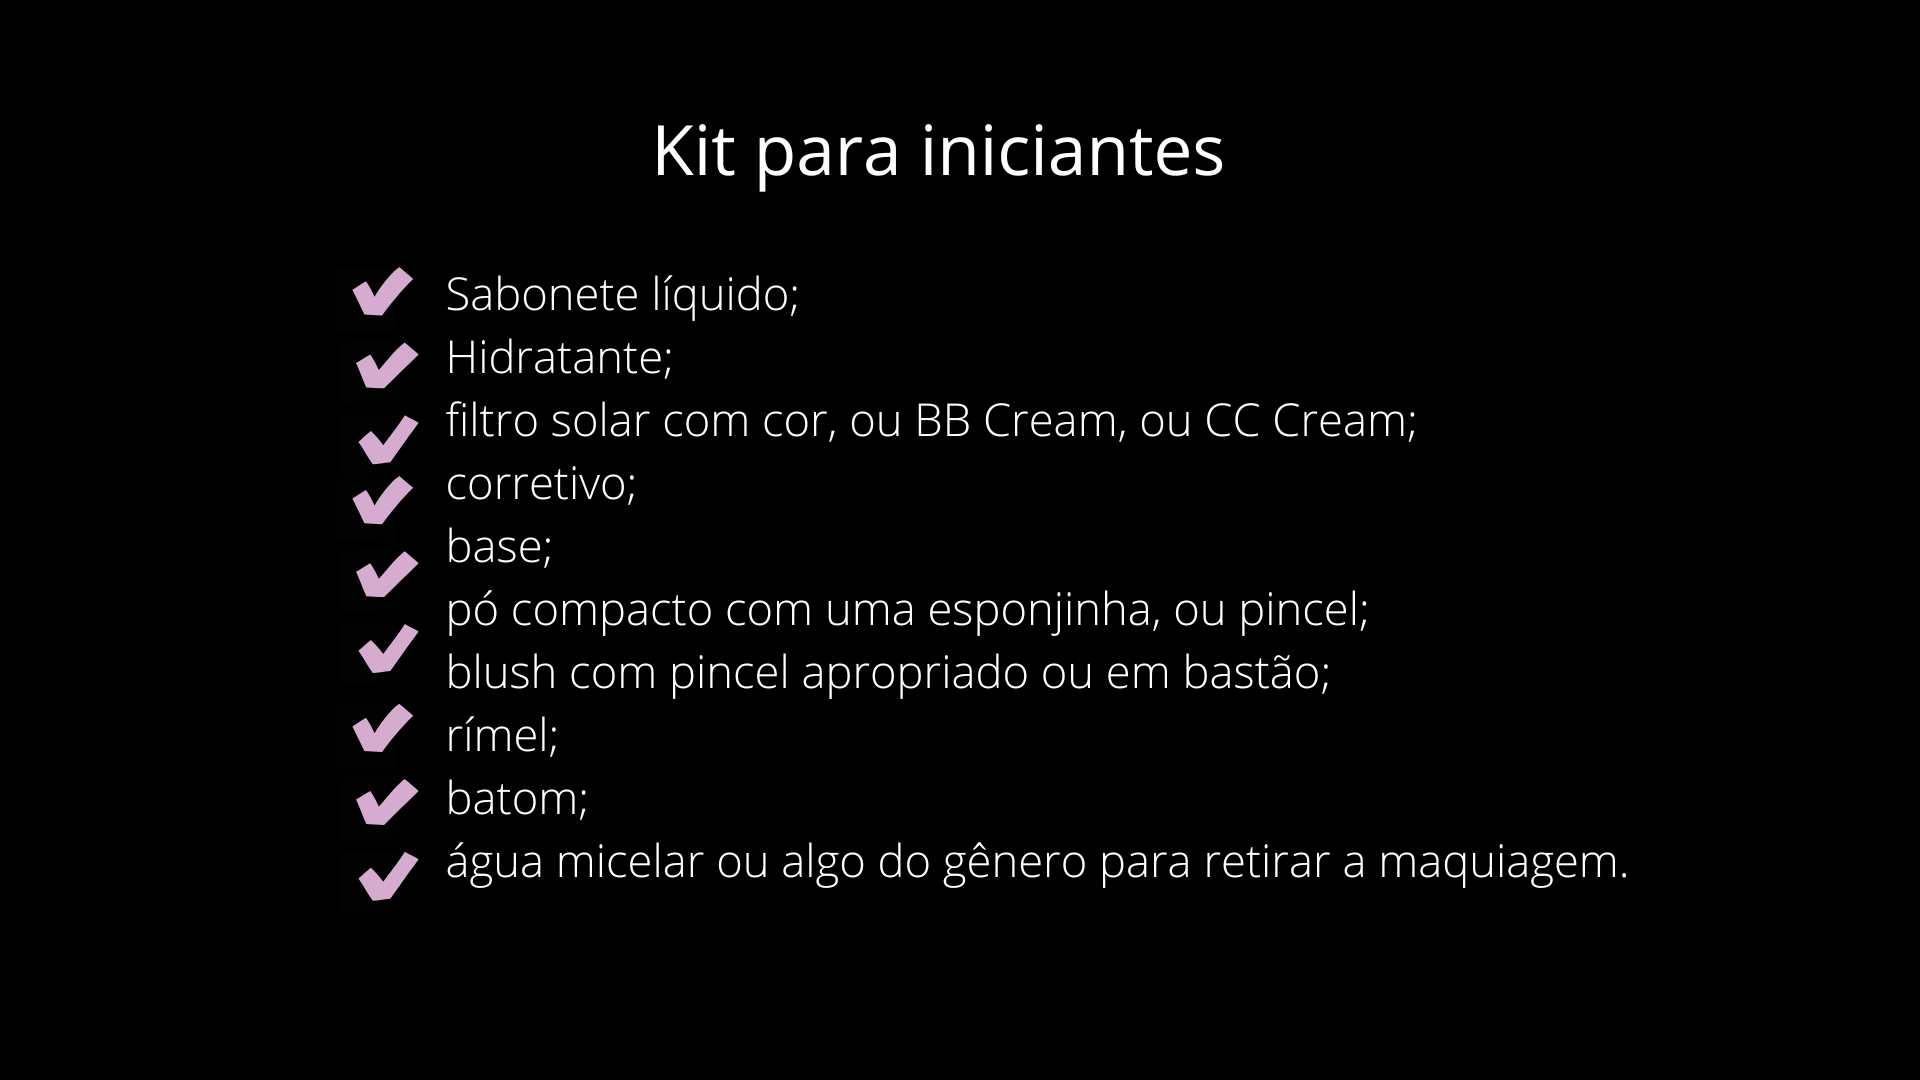 Kit para iniciantes
Sabonete líquido;
Hidratante;
filtro solar com cor, ou BB Cream, ou CC Cream;
corretivo;
base;
pó compacto com uma esponjinha, ou pincel;
blush com pincel apropriado ou em bastão;
rímel;
batom;
água micelar ou algo do gênero para retirar a maquiagem.